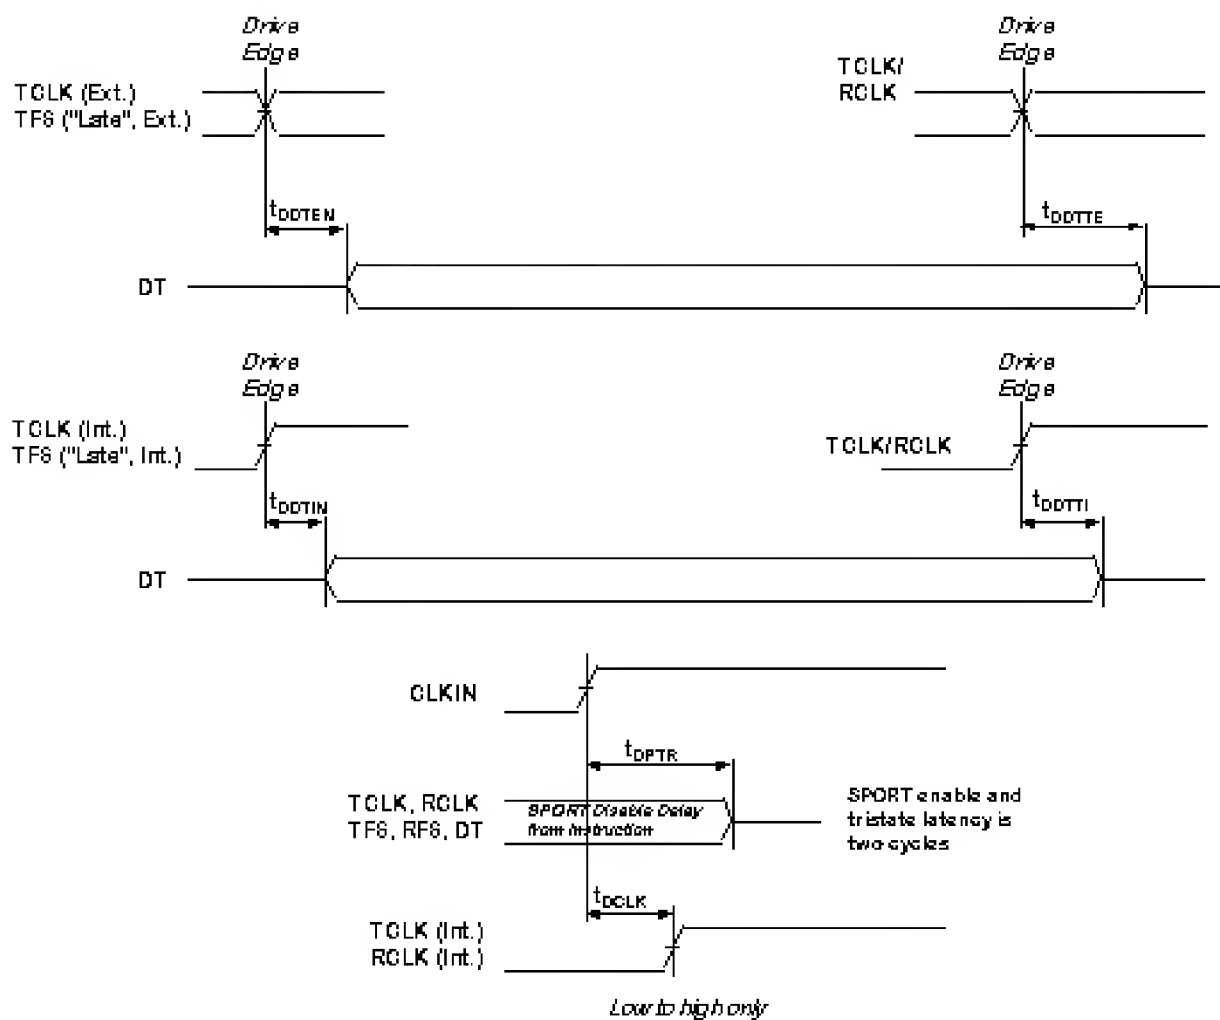 Drive
Edge
Drive
Edge
TCLK (Ext.)
TFS ("Late", Ext.)
TCLK/
RCLK
tDDTEN
tDDTTE
DT
Drive
Edge
Drive
Edge
TCLK (Int.)
TFS ("Late", Int.)
TCLK/RCLK
tDDTIN
tDDTTI
DT
CLKIN
tDPTR
TCLK, RCLK
TFS, RFS, DT
SPORT Disable Delay
from Instruction
SPORT enable and
tristate latency is
two cycles
tDCLK
TCLK (Int.)
RCLK (Int.)
Low to high only